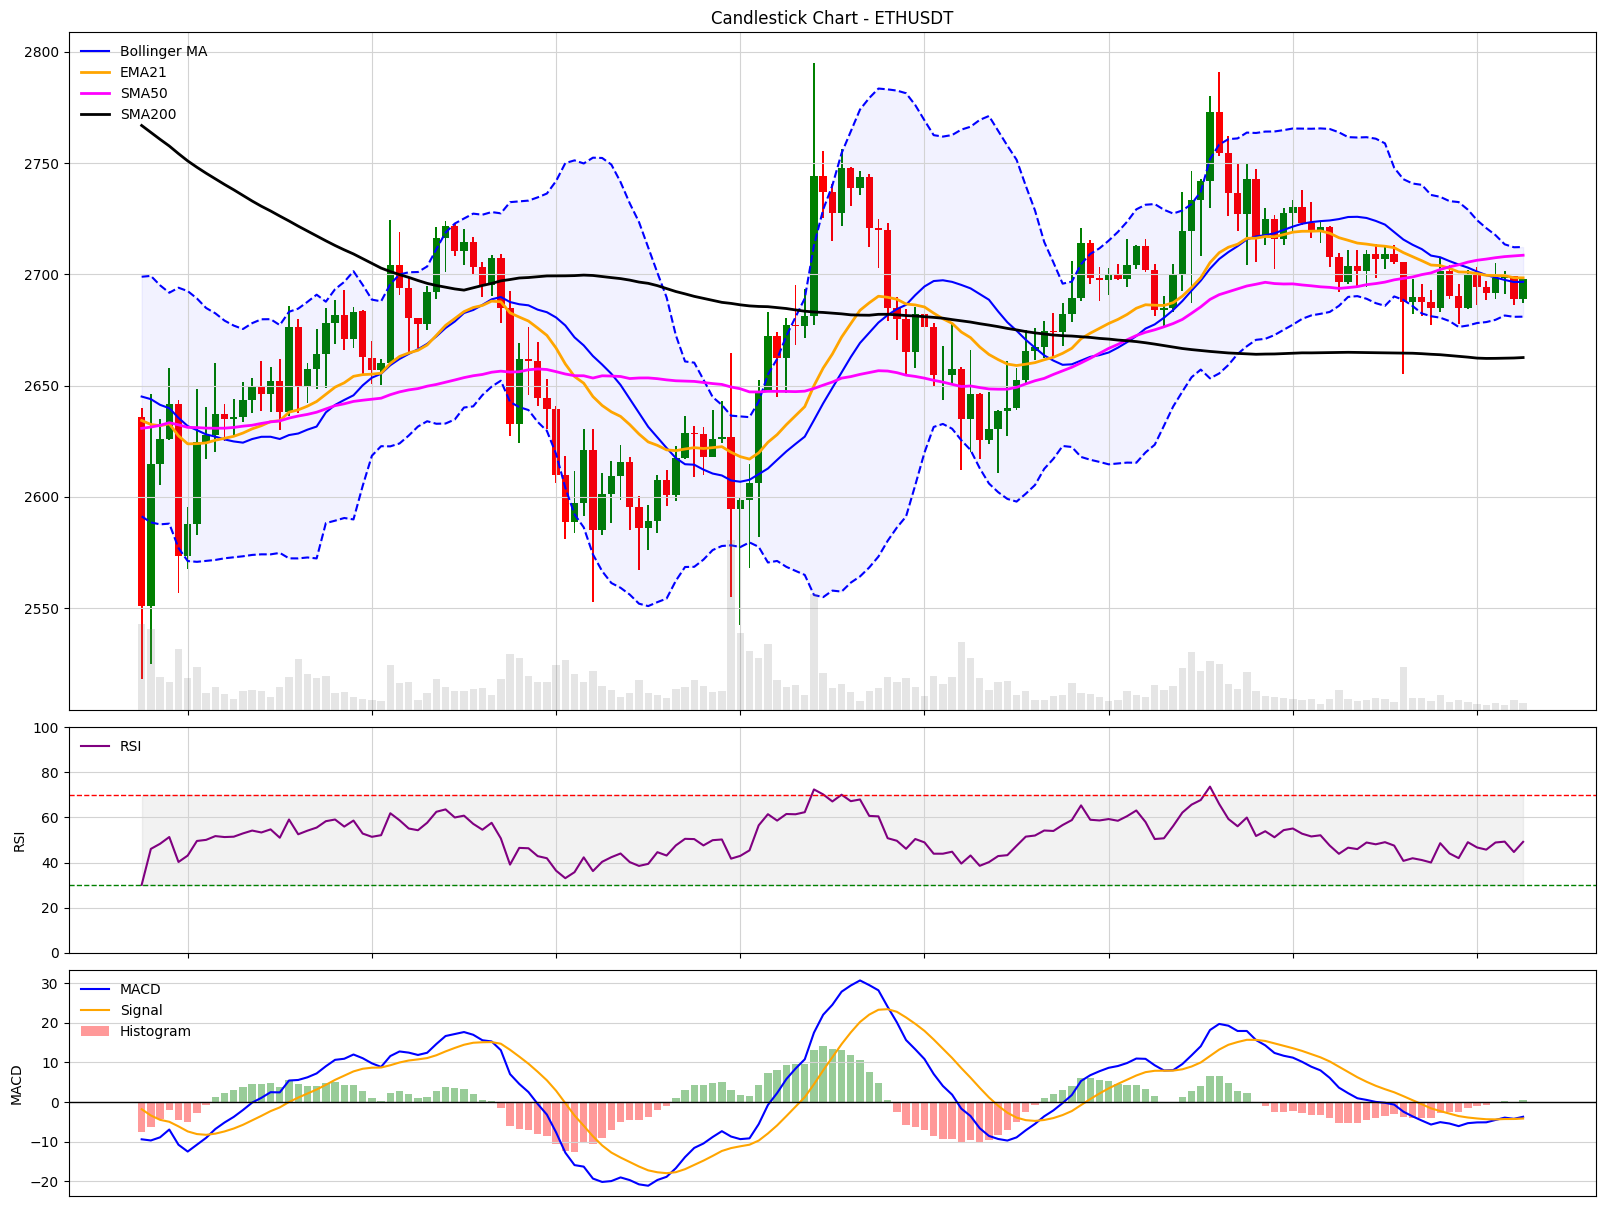 Candlestick Chart - ETHUSDT
Bollinger MA
EMA21
SMA50
SMA200
2800
2750
2700
2650
2600
2550
RSI
100
80
60
40
20
0
RSI
MACD
Signal
Histogram
30
20
10
0
−10
−20
MACD